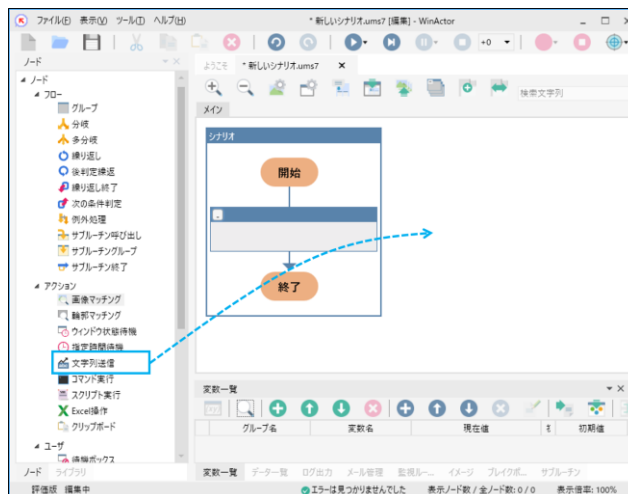 ファイル(F) 表示(V) ツール(T) ヘルプ(H)
* 新しいシナリオ.ums7 [編集] - WinActor
+0
ノード
ようこそ
* 新しいシナリオ.ums7
検索文字列
ノード
フロー
グループ
分岐
多分岐
繰り返し
後判定繰返
繰り返し終了
次の条件判定
例外処理
サブルーチン呼び出し
サブルーチングループ
サブルーチン終了
アクション
画像マッチング
輪郭マッチング
ウィンドウ状態待機
指定時間待機
文字列送信
コマンド実行
スクリプト実行
Excel操作
クリップボード
ユーザ
待機ボックス
ノード ライブラリ
メイン
シナリオ
開始
終了
変数一覧
グループ名 変数名 現在値 初期値
変数一覧 データ一覧 ログ出力 メール管理 監視ルー... イメージ ブレイクポ... サブルーチン
評価版 編集中
エラーは見つかりませんでした
表示ノード数 / 全ノード数: 0 / 0
表示倍率: 100%